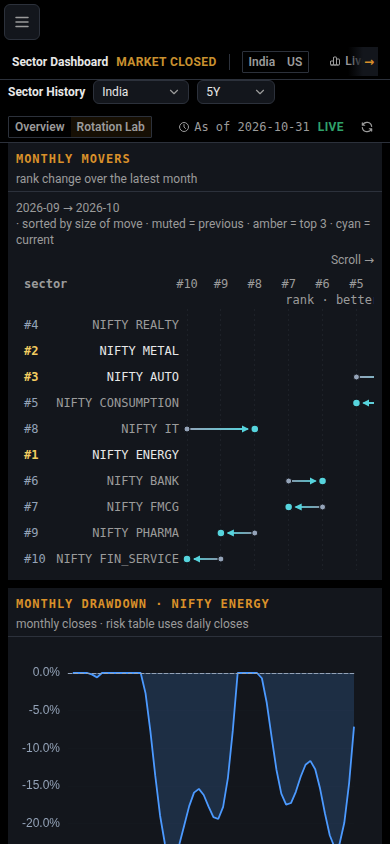 Sector Dashboard MARKET CLOSED India US Liv →
Sector History India 5Y
Overview Rotation Lab As of 2026-10-31 LIVE
MONTHLY MOVERS
rank change over the latest month
2026-09 → 2026-10
· sorted by size of move · muted = previous · amber = top 3 · cyan =
current
Scroll →
sector #10 #9 #8 #7 #6 #5
rank · bette
#4 NIFTY REALTY
#2 NIFTY METAL
#3 NIFTY AUTO
#5 NIFTY CONSUMPTION
#8 NIFTY IT
#1 NIFTY ENERGY
#6 NIFTY BANK
#7 NIFTY FMCG
#9 NIFTY PHARMA
#10 NIFTY FIN_SERVICE
MONTHLY DRAWDOWN · NIFTY ENERGY
monthly closes · risk table uses daily closes
0.0%
-5.0%
-10.0%
-15.0%
-20.0%